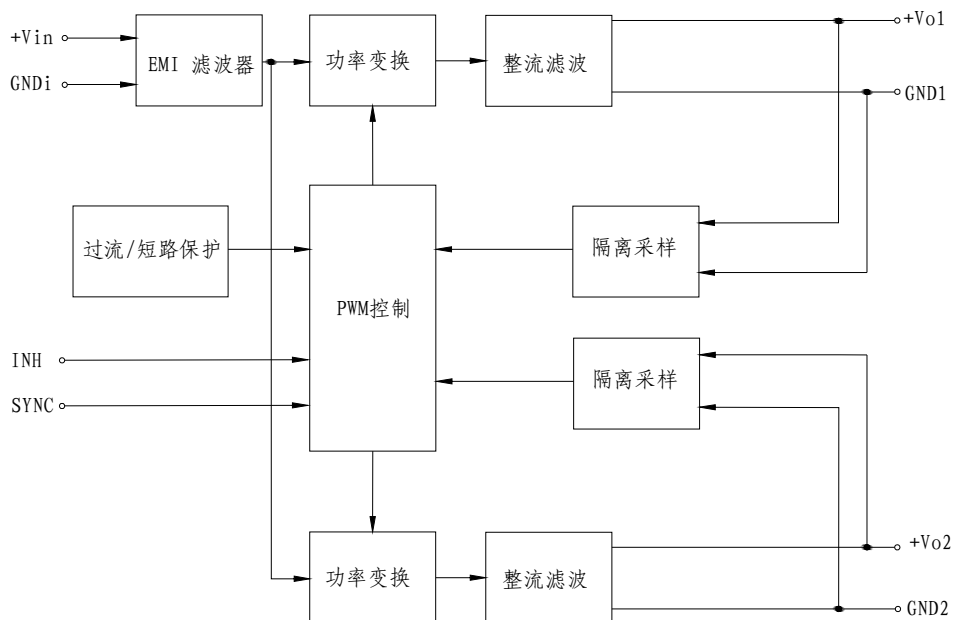 +Vin
GNDi
EMI 滤波器
功率变换
整流滤波
+Vo1
GND1
过流/短路保护
PWM控制
隔离采样
隔离采样
INH
SYNC
功率变换
整流滤波
+Vo2
GND2